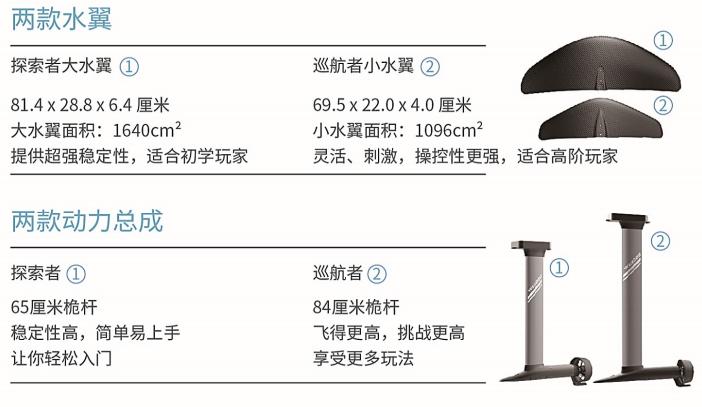 两款水翼
探索者大水翼 ①
巡航者小水翼 ②
81.4 x 28.8 x 6.4 厘米
大水翼面积：1640cm²
提供超强稳定性，适合初学玩家
69.5 x 22.0 x 4.0 厘米
小水翼面积：1096cm²
灵活、刺激，操控性更强，适合高阶玩家
①
②
两款动力总成
探索者 ①
巡航者 ②
65厘米桅杆
稳定性高，简单易上手
让你轻松入门
84厘米桅杆
飞得更高，挑战更高
享受更多玩法
①
②